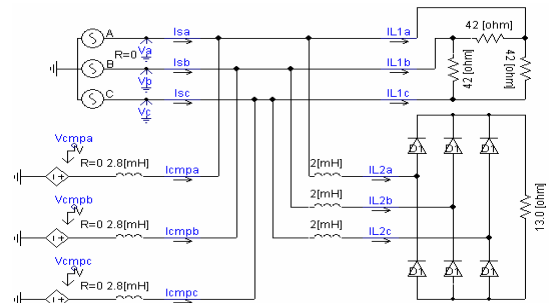 A Isa IL1a 42 [ohm]
R=0 Va
B Isb IL1b
Vb
C Isc IL1c
Vc
42 [ohm]
42 [ohm]
Vcmpa
V
R=0 2.8[mH] Icmpa
2[mH] IL2a
D1 D1 D1
Vcmpb
V
R=0 2.8[mH] Icmpb
2[mH] IL2b
13.0 [ohm]
Vcmpc
V
R=0 2.8[mH] Icmpc
2[mH] IL2c
D1 D1 D1